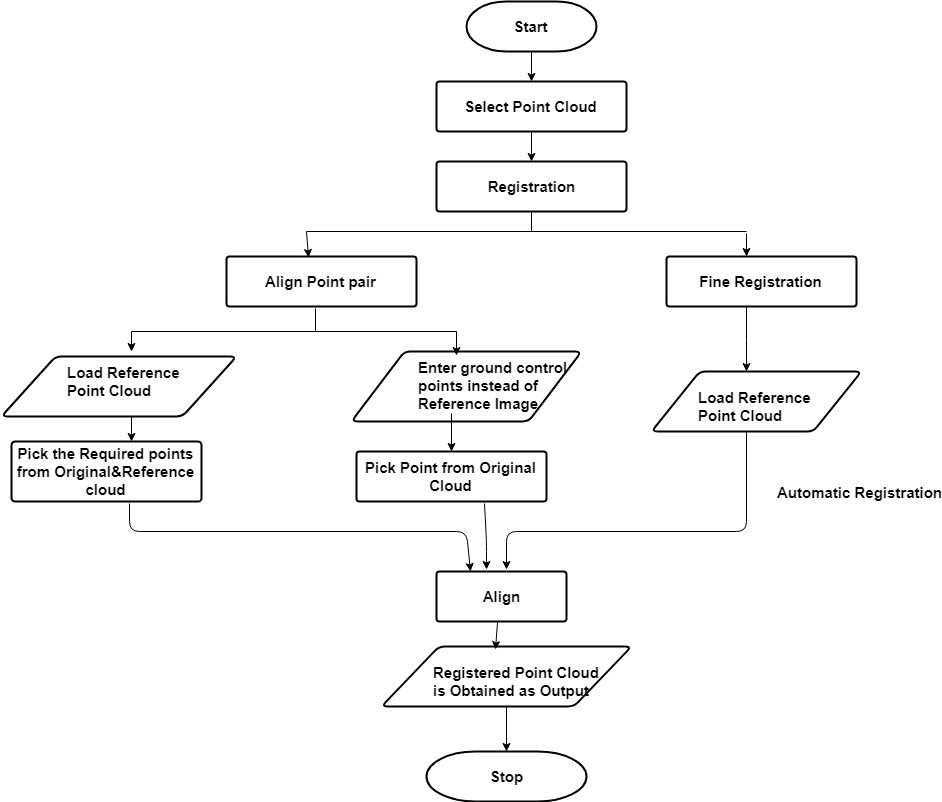 Start
Select Point Cloud
Registration
Align Point pair
Fine Registration
Load Reference
Point Cloud
Enter ground control
points instead of
Reference Image
Load Reference
Point Cloud
Pick the Required points
from Original&Reference
cloud
Pick Point from Original
Cloud
Automatic Registration
Align
Registered Point Cloud
is Obtained as Output
Stop